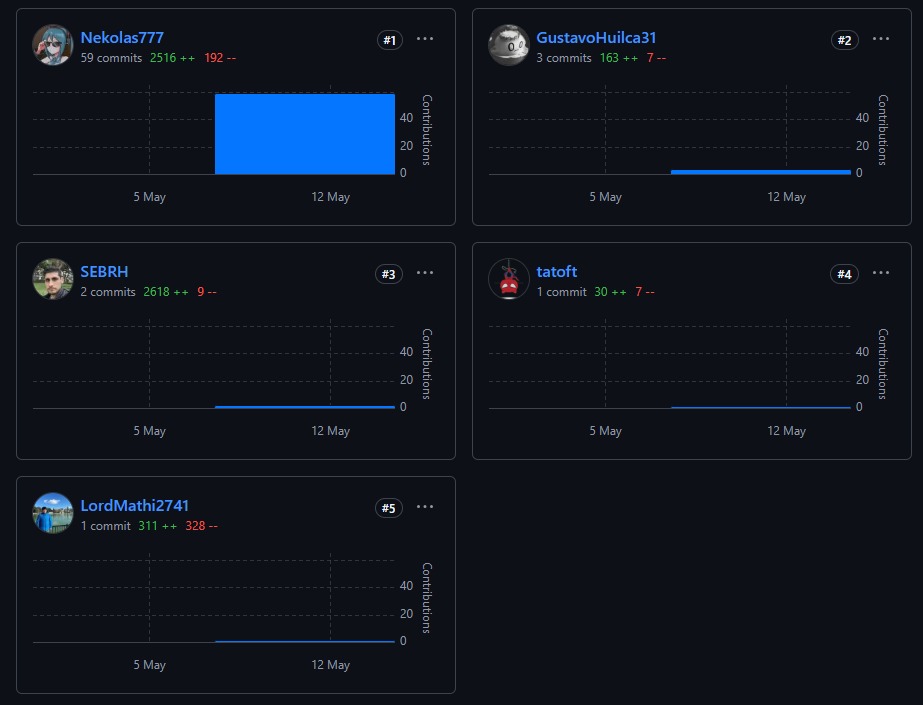 Nekolas777 #1 ···
59 commits 2516 ++ 192 --
40
20
0
Contributions
5 May 12 May
GustavoHuilca31 #2 ···
3 commits 163 ++ 7 --
40
20
0
Contributions
5 May 12 May
SEBRH #3 ···
2 commits 2618 ++ 9 --
40
20
0
Contributions
5 May 12 May
tatoft #4 ···
1 commit 30 ++ 7 --
40
20
0
Contributions
5 May 12 May
LordMathi2741 #5 ···
1 commit 311 ++ 328 --
40
20
0
Contributions
5 May 12 May